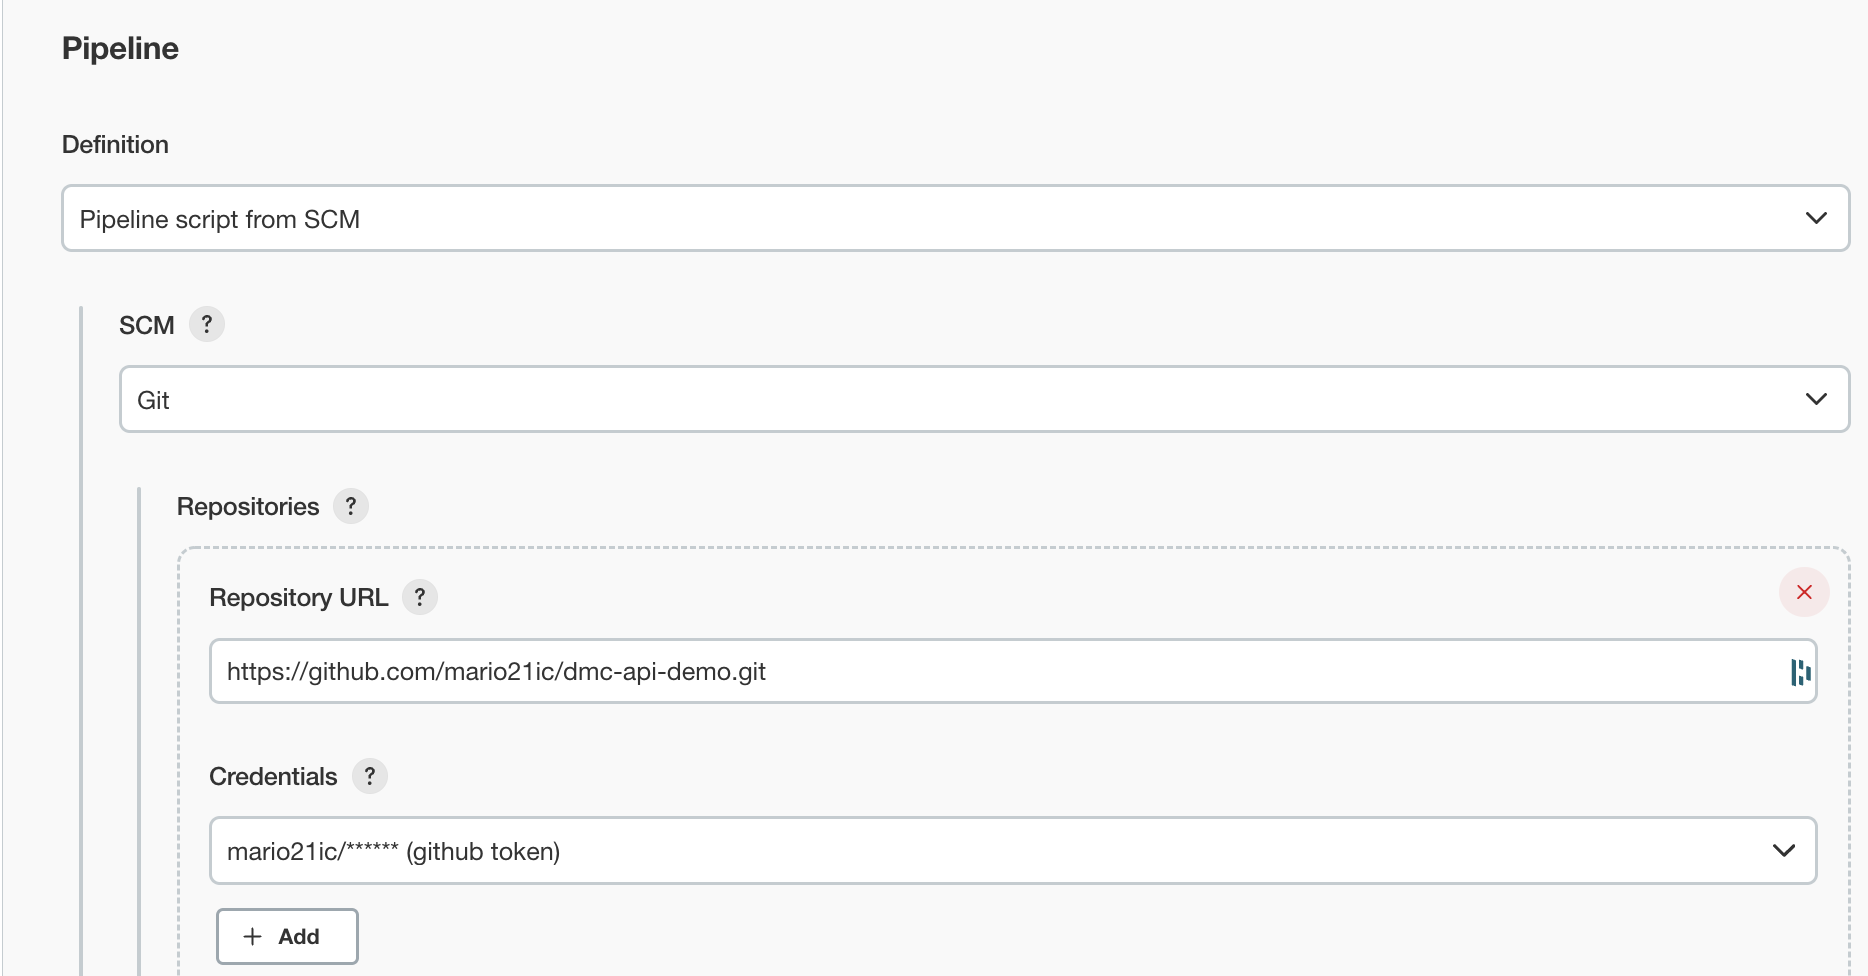 Pipeline
Definition
Pipeline script from SCM
SCM ?
Git
Repositories ?
Repository URL ?
https://github.com/mario21ic/dmc-api-demo.git
Credentials ?
mario21ic/****** (github token)
+ Add